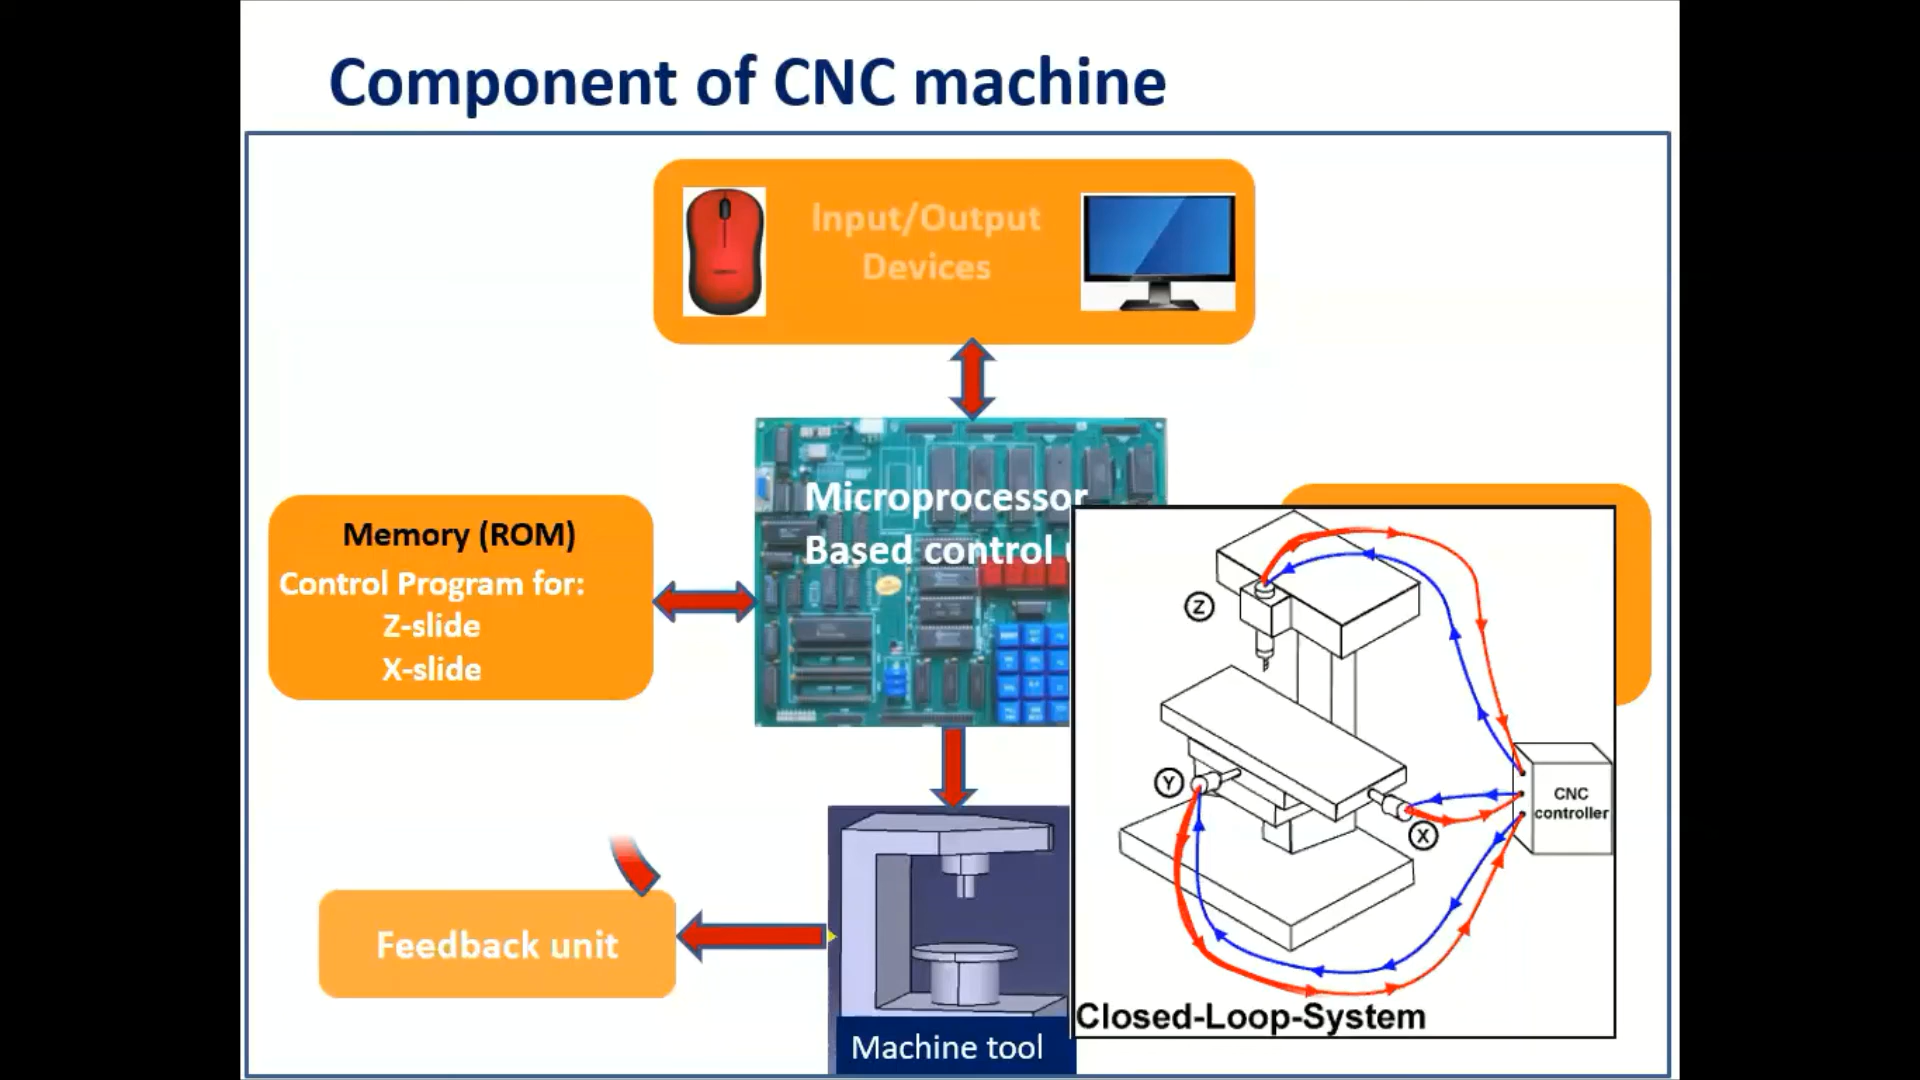 Component of CNC machine
Input/Output
Devices
Microprocessor
Based control
Memory (ROM)
Control Program for:
Z-slide
X-slide
Feedback unit
Machine tool
Z
Y
X
CNC
controller
Closed-Loop-System